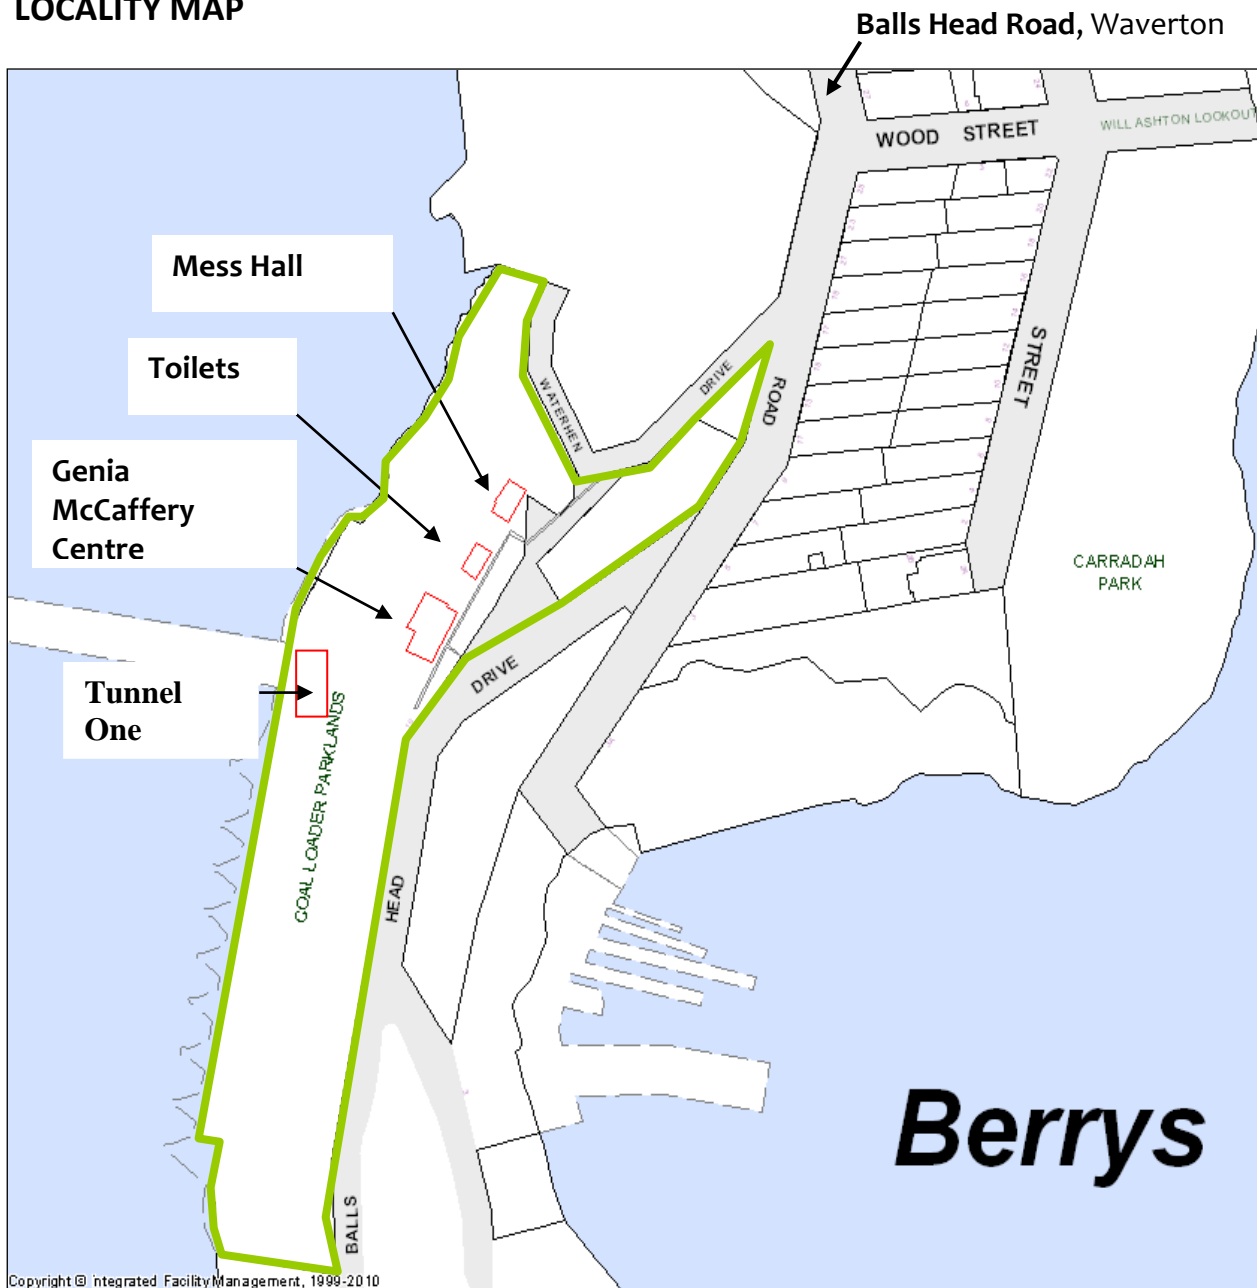 LOCALITY MAP
Balls Head Road, Waverton
WOOD STREET
WILL ASHTON LOOKOUT
Mess Hall
Toilets
Genia
McCaffery
Centre
Tunnel
One
WATERHEN
DRIVE
ROAD
STREET
CARRADAH
PARK
DRIVE
COAL LOADER PARKLANDS
HEAD
BALLS
Berrys
Copyright © integrated Facility Management, 1999-2010